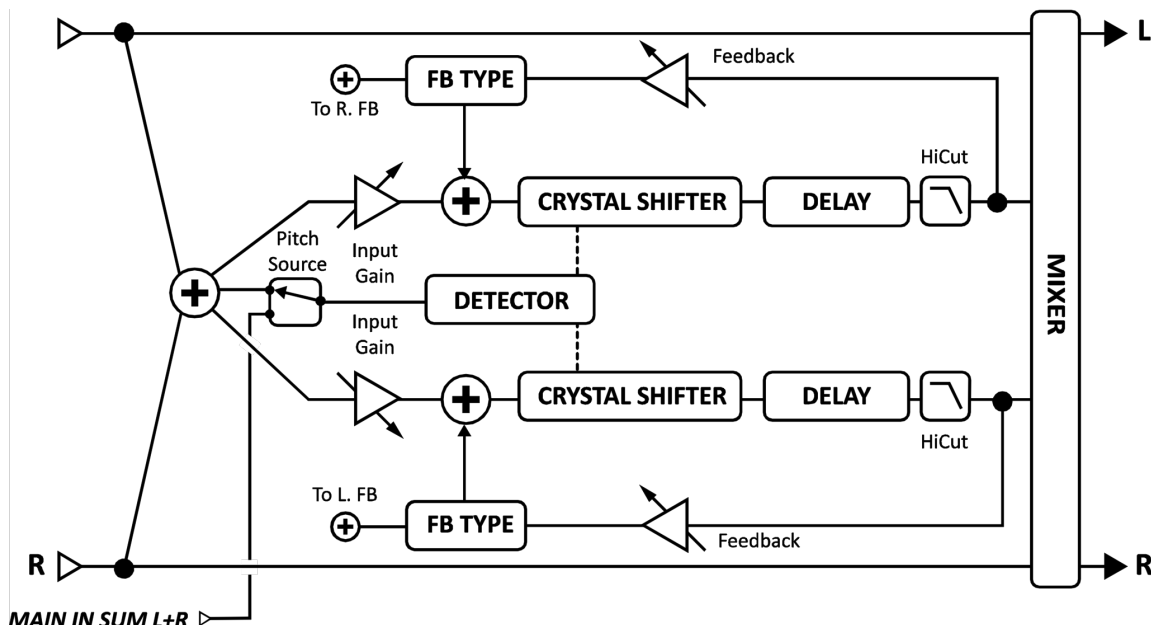 L
Feedback
FB TYPE
To R. FB
HiCut
CRYSTAL SHIFTER
DELAY
Pitch
Source
Input
Gain
DETECTOR
MIXER
Input
Gain
CRYSTAL SHIFTER
DELAY
HiCut
To L. FB
FB TYPE
Feedback
R
R
MAIN IN SUM L+R